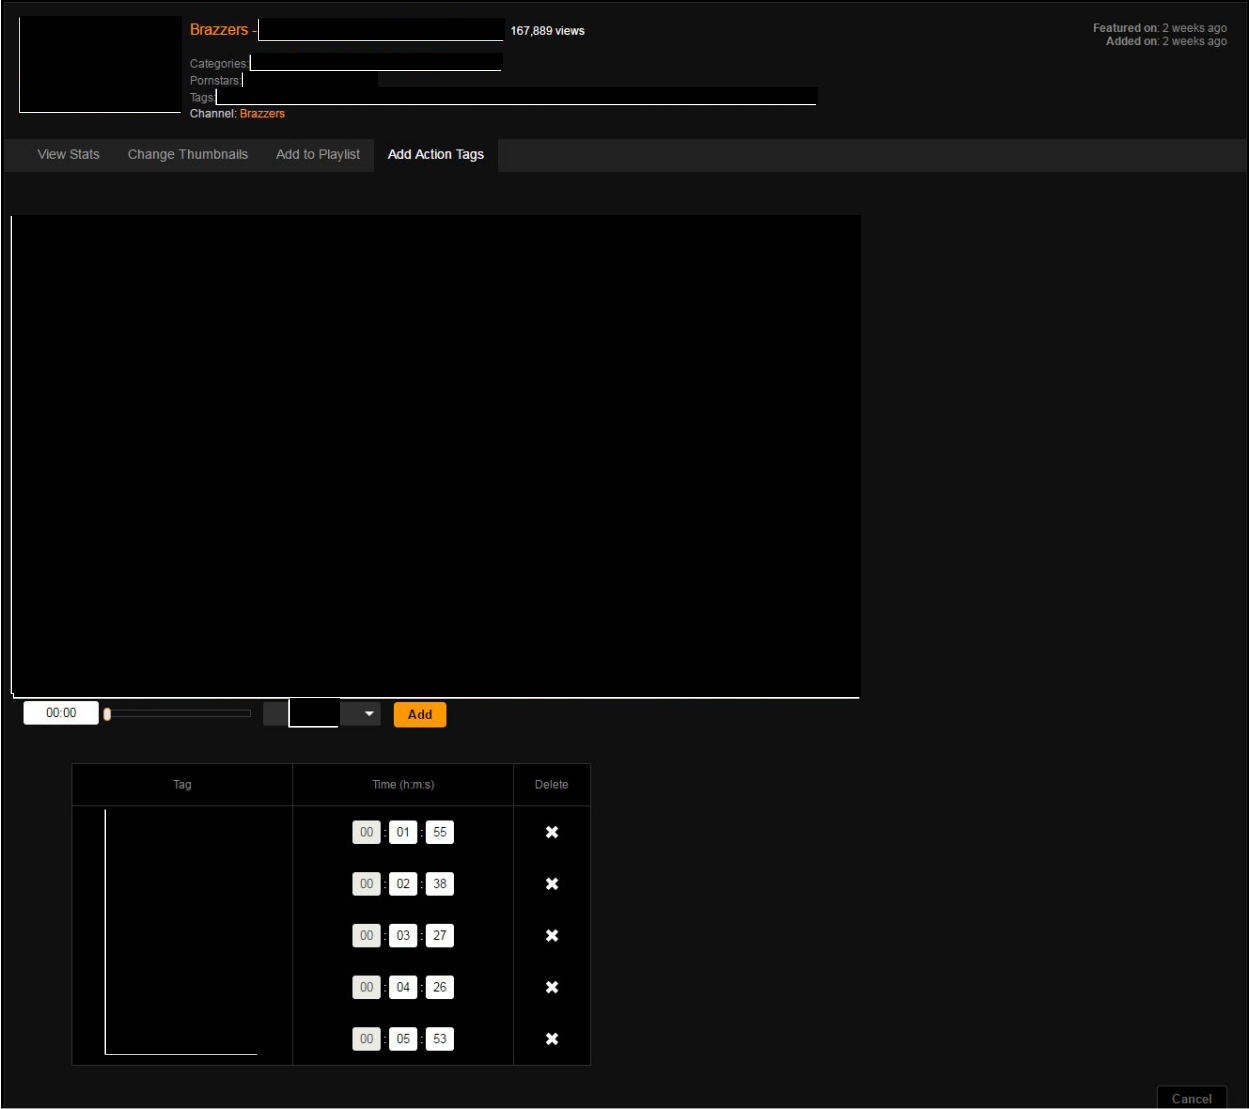 Brazzers - 167,889 views
Featured on: 2 weeks ago
Added on: 2 weeks ago
Categories:
Pornstars:
Tags:
Channel: Brazzers
View Stats Change Thumbnails Add to Playlist Add Action Tags
00:00 Add
Tag Time (h:m:s) Delete
00 : 01 : 55
00 : 02 : 38
00 : 03 : 27
00 : 04 : 26
00 : 05 : 53
Cancel